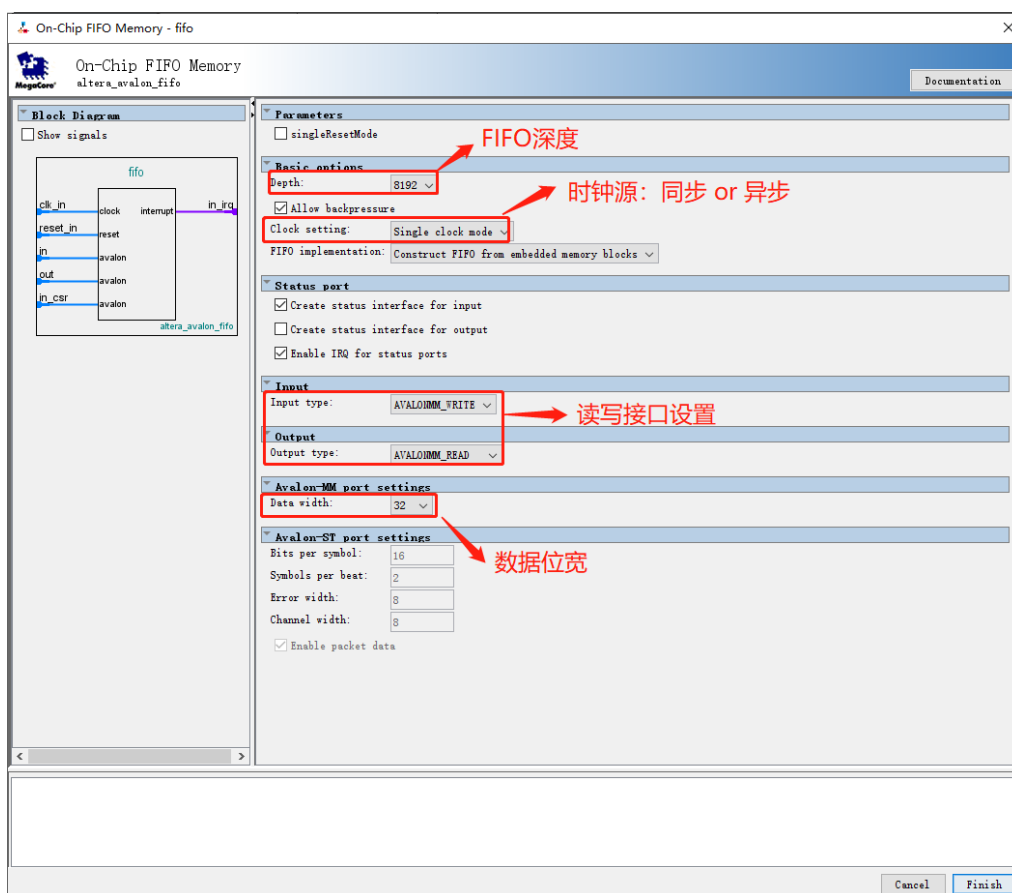 On-Chip FIFO Memory - fifo
On-Chip FIFO Memory
altera_avalon_fifo
MegaCore'
Documentation
Block Diagram
Show signals
fifo
clk_in
clock
interrupt
in_irq
reset_in
reset
in
avalon
out
avalon
in_csr
avalon
altera_avalon_fifo
Parameters
singleResetMode
FIFO深度
Basic options
Depth:
8192
时钟源：同步 or 异步
Allow backpressure
Clock setting:
Single clock mode
FIFO implementation:
Construct FIFO from embedded memory blocks
Status port
Create status interface for input
Create status interface for output
Enable IRQ for status ports
Input
Input type:
AVALONMM_WRITE
读写接口设置
Output
Output type:
AVALONMM_READ
Avalon-MM port settings
Data width:
32
Avalon-ST port settings
数据位宽
Bits per symbol:
16
Symbols per beat:
2
Error width:
8
Channel width:
8
Enable packet data
Cancel
Finish